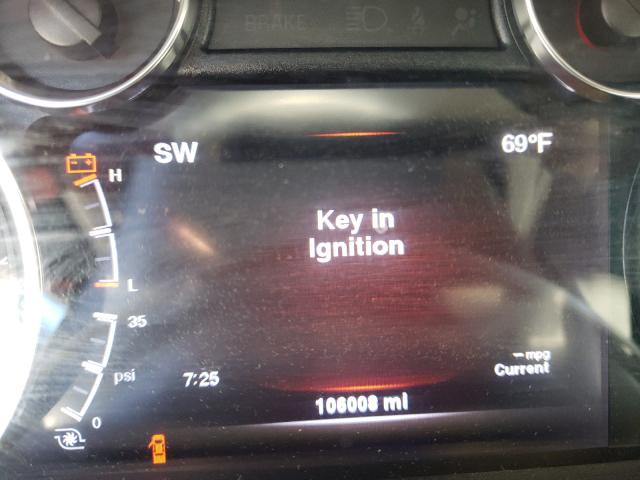 BRAKE
SW
69°F
H
Key in
Ignition
L
35
-- mpg
psi
7:25
Current
0
106008 mi